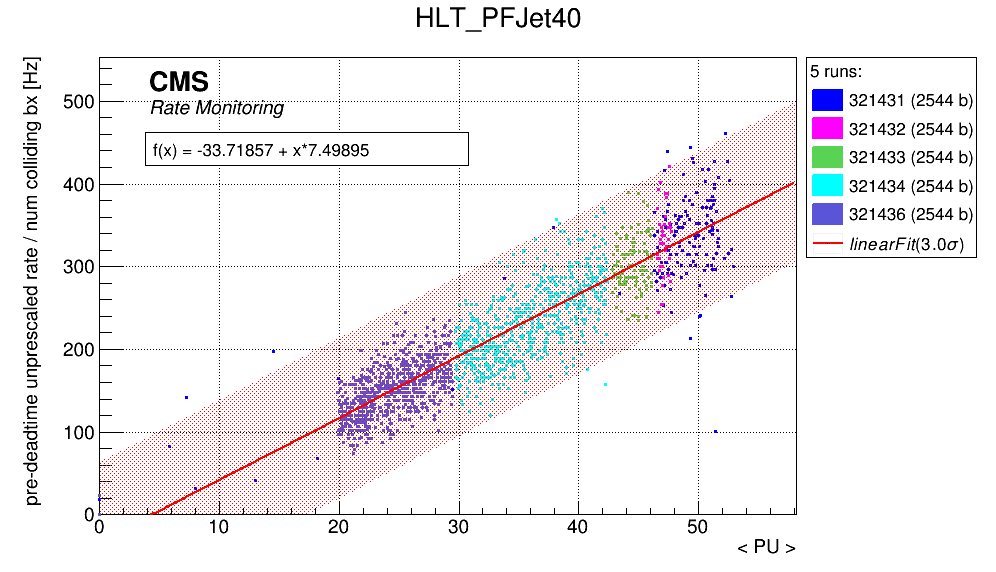 HLT_PFJet40
pre-deadtime unprescaled rate / num colliding bx [Hz]
CMS
Rate Monitoring
f(x) = -33.71857 + x*7.49895
500
400
300
200
100
0
0 10 20 30 40 50
< PU >
5 runs:
321431 (2544 b)
321432 (2544 b)
321433 (2544 b)
321434 (2544 b)
321436 (2544 b)
linearFit(3.0σ)